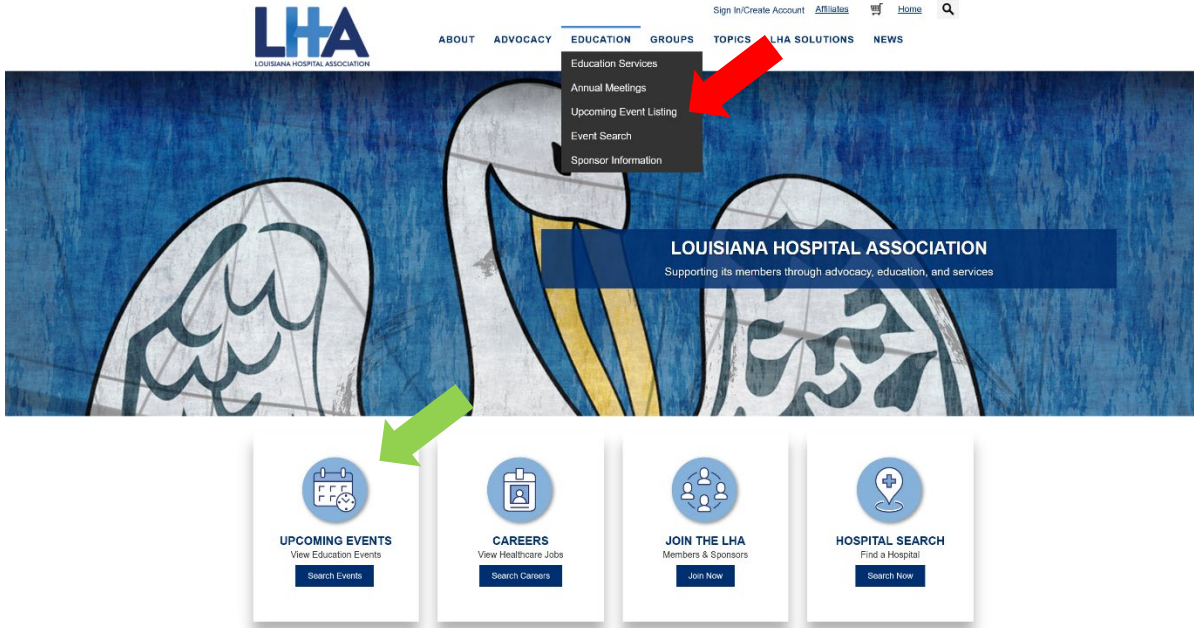 Sign In/Create Account Affiliates Home
LHA
LOUISIANA HOSPITAL ASSOCIATION
ABOUT ADVOCACY EDUCATION GROUPS TOPICS LHA SOLUTIONS NEWS
Education Services
Annual Meetings
Upcoming Event Listing
Event Search
Sponsor Information
LOUISIANA HOSPITAL ASSOCIATION
Supporting its members through advocacy, education, and services
UPCOMING EVENTS
View Education Events
Search Events
CAREERS
View Healthcare Jobs
Search Careers
JOIN THE LHA
Members & Sponsors
Join Now
HOSPITAL SEARCH
Find a Hospital
Search Now